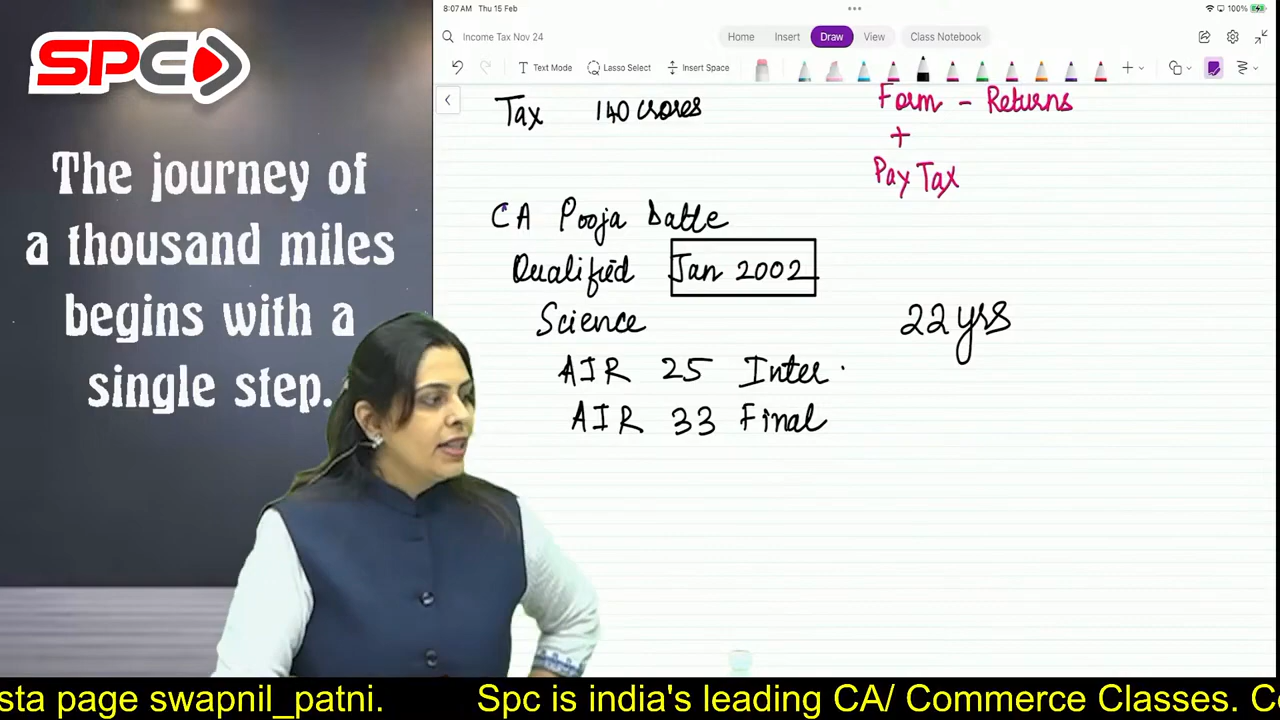 8:07 AM Thu 15 Feb
100%
SPC
The journey of
a thousand miles
begins with a
single step.
Income Tax Nov 24
Home Insert Draw View Class Notebook
Text Mode Lasso Select Insert Space
Tax 140 crores
Form - Returns
+
Pay Tax
CA Pooja Datle
Qualified Jan 2002
Science 22 yrs
AIR 25 Inter
AIR 33 Final
sta page swapnil_patni. Spc is india's leading CA/ Commerce Classes. C